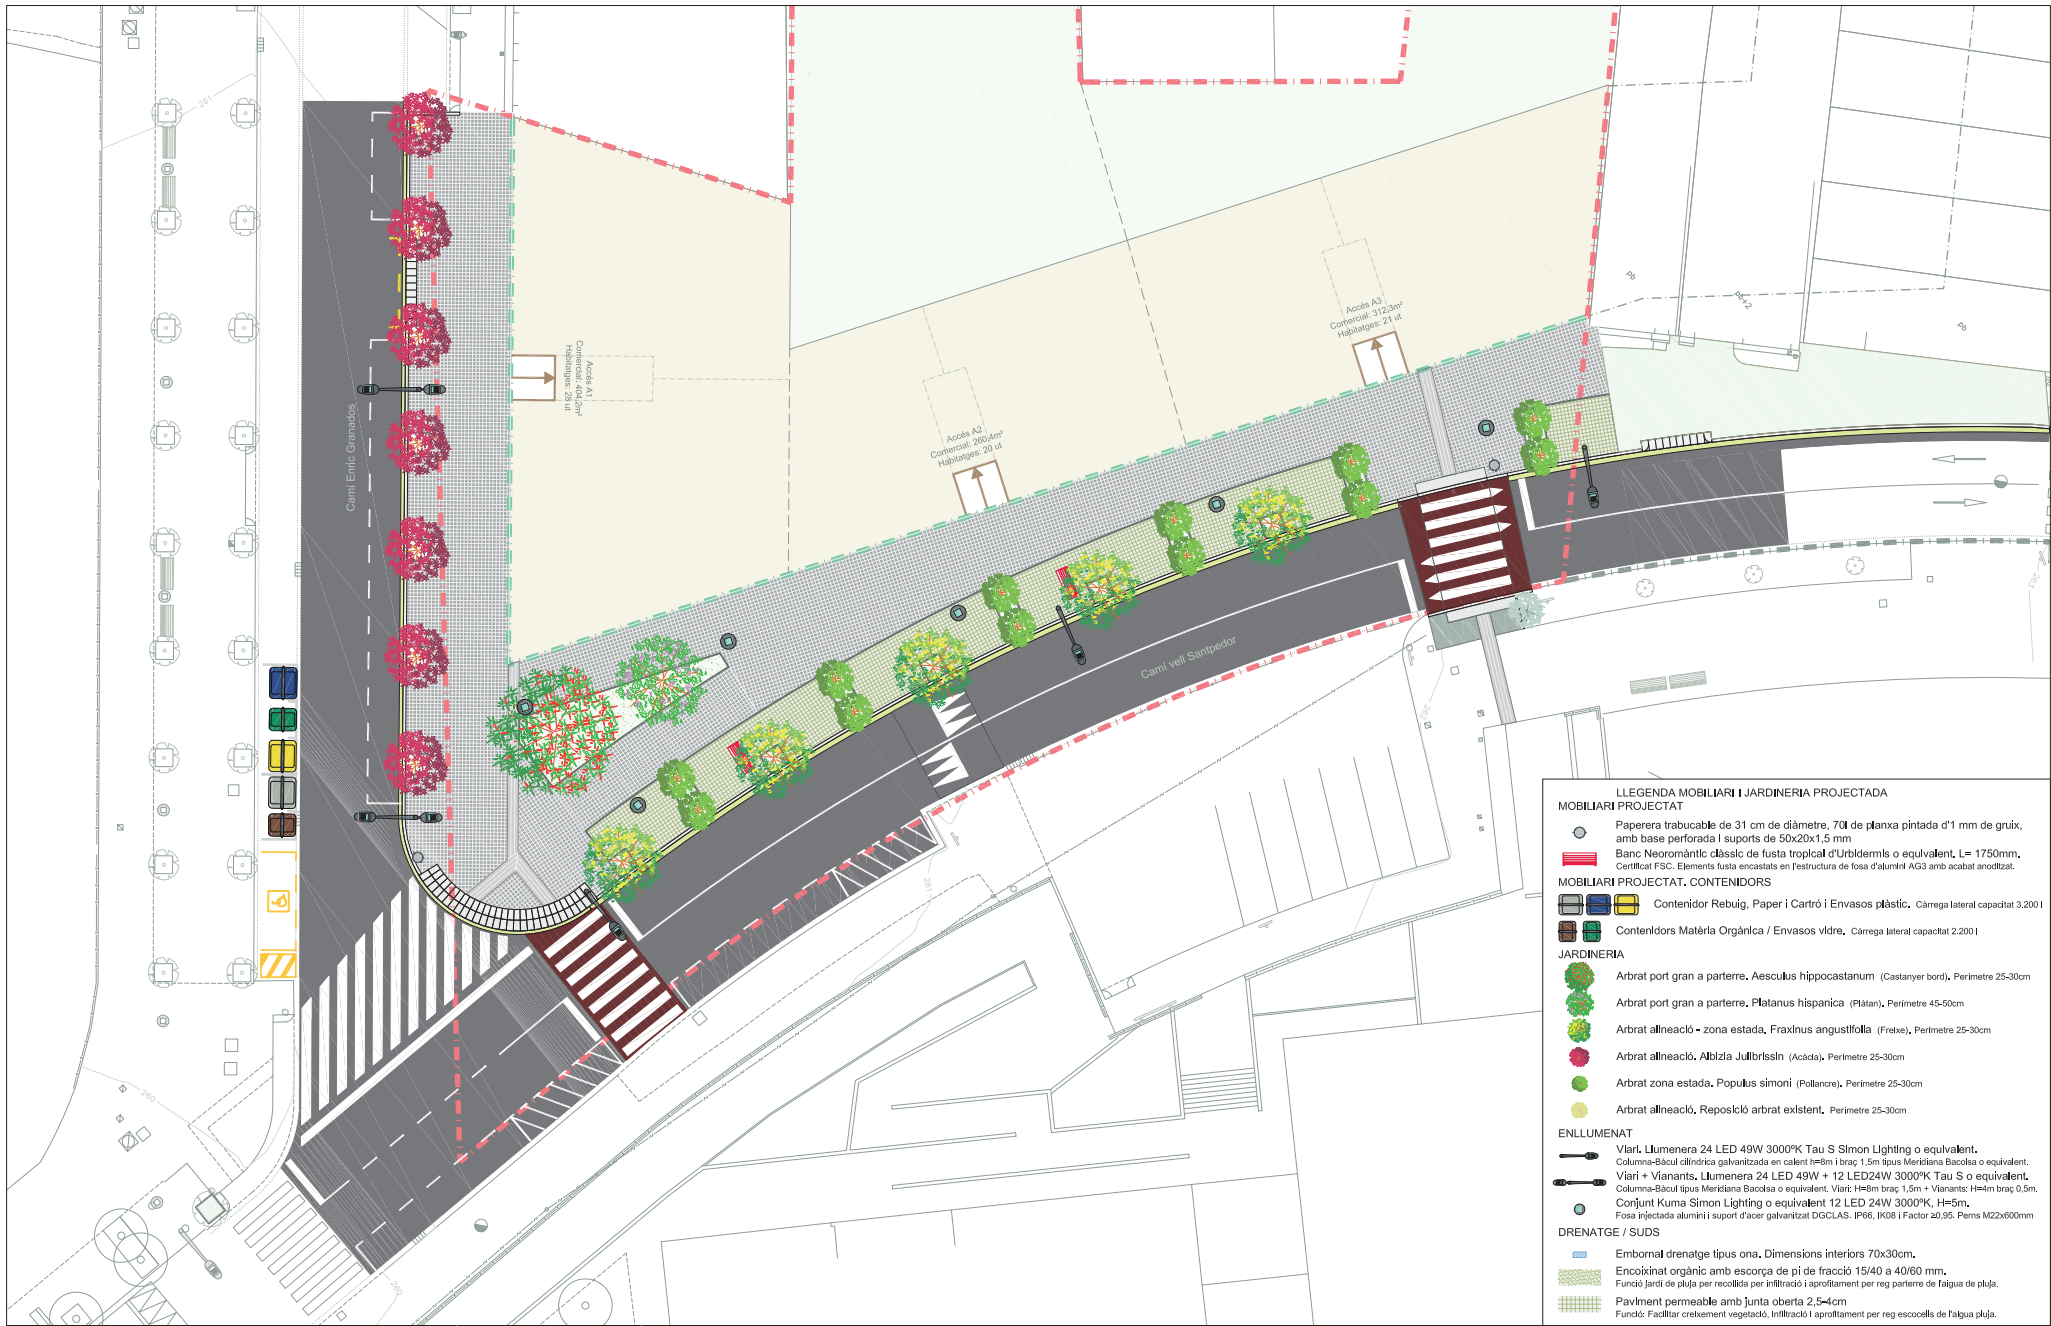 261
Camí Enric Granados
Accés A1
Comercial: 404,2m²
Habitatges: 28 ut
Accés A2
Comercial: 260,4m²
Habitatges: 20 ut
Accés A3
Comercial: 312,3m²
Habitatges: 21 ut
pb
pb+2
pb
Camí vell Santpedor
263
262
261
260
260
LLEGENDA MOBILIARI I JARDINERIA PROJECTADA
MOBILIARI PROJECTAT
Paperera trabucable de 31 cm de diàmetre, 70l de planxa pintada d'1 mm de gruix,
amb base perforada i suports de 50x20x1,5 mm
Banc Neoromàntic clàssic de fusta tropical d'Urbidermis o equivalent. L= 1750mm.
Certificat FSC. Elements fusta encastats en l'estructura de fosa d'alumini AG3 amb acabat anoditzat.
MOBILIARI PROJECTAT. CONTENIDORS
Contenidor Rebuig, Paper i Cartró i Envasos plàstic. Càrrega lateral capacitat 3.200 l
Contenidors Matèria Orgànica / Envasos vidre. Càrrega lateral capacitat 2.200 l
JARDINERIA
Arbrat port gran a parterre. Aesculus hippocastanum (Castanyer bord). Perímetre 25-30cm
Arbrat port gran a parterre. Platanus hispanica (Plàtan). Perímetre 45-50cm
Arbrat alineació - zona estada. Fraxinus angustifolia (Freixe). Perímetre 25-30cm
Arbrat alineació. Albizia Julibrissin (Acàcia). Perímetre 25-30cm
Arbrat zona estada. Populus simoni (Pollancre). Perímetre 25-30cm
Arbrat alineació. Reposició arbrat existent. Perímetre 25-30cm
ENLLUMENAT
Viari. Llumenera 24 LED 49W 3000ºK Tau S Simon Lighting o equivalent.
Columna-Bàcul cilíndrica galvanitzada en calent h=8m i braç 1,5m tipus Meridiana Bacolsa o equivalent.
Viari + Vianants. Llumenera 24 LED 49W + 12 LED24W 3000ºK Tau S o equivalent.
Columna-Bàcul tipus Meridiana Bacolsa o equivalent. Viari: H=8m braç 1,5m + Vianants: H=4m braç 0,5m.
Conjunt Kuma Simon Lighting o equivalent 12 LED 24W 3000ºK, H=5m.
Fosa injectada alumini i suport d'acer galvanitzat DGCLAS. IP66, IK08 i Factor ≥0,95. Perns M22x600mm
DRENATGE / SUDS
Embornal drenatge tipus ona. Dimensions interiors 70x30cm.
Encoixinat orgànic amb escorça de pi de fracció 15/40 a 40/60 mm.
Funció jardí de pluja per recollida per infiltració i aprofitament per reg parterre de l'aigua de pluja.
Paviment permeable amb junta oberta 2,5-4cm
Funció: Facilitar creixement vegetació, infiltració i aprofitament per reg escocells de l'aigua pluja.